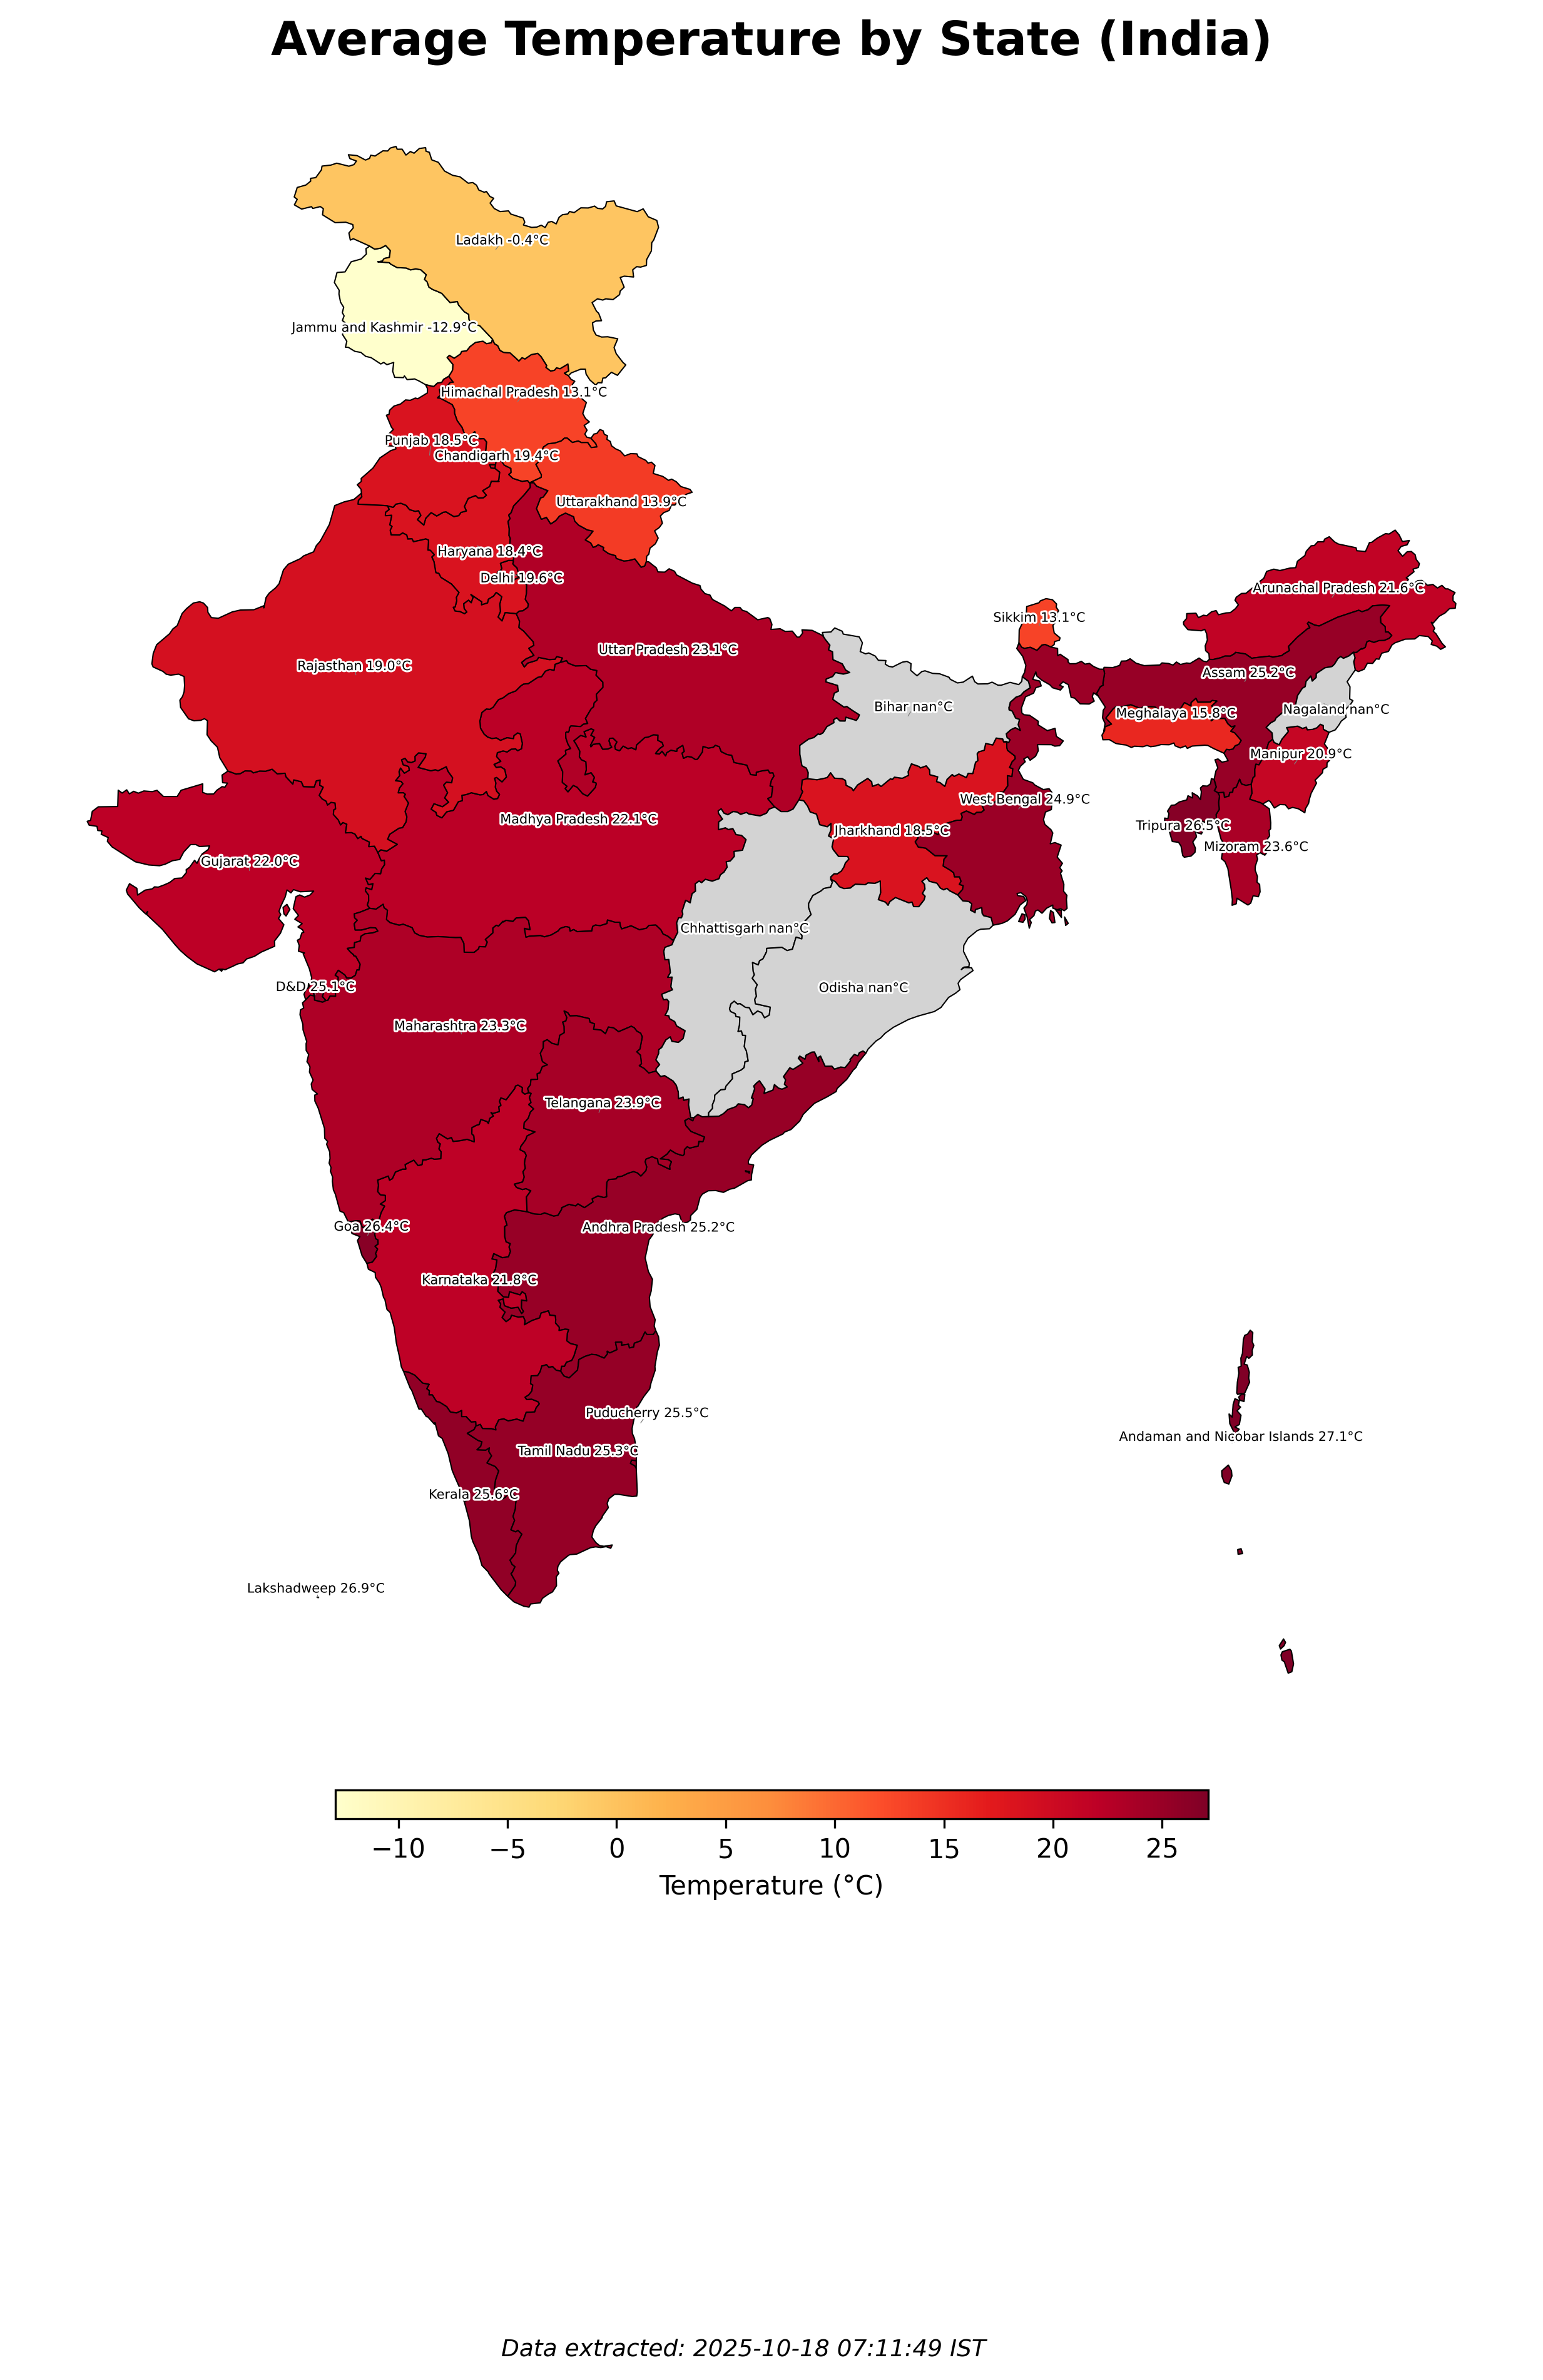 Average Temperature by State (India)
Ladakh -0.4°C
Jammu and Kashmir -12.9°C
Himachal Pradesh 13.1°C
Punjab 18.5°C
Chandigarh 19.4°C
Uttarakhand 13.9°C
Haryana 18.4°C
Delhi 19.6°C
Arunachal Pradesh 21.6°C
Sikkim 13.1°C
Uttar Pradesh 23.1°C
Rajasthan 19.0°C
Assam 25.2°C
Bihar nan°C
Nagaland nan°C
Meghalaya 15.8°C
Manipur 20.9°C
West Bengal 24.9°C
Madhya Pradesh 22.1°C
Tripura 26.5°C
Jharkhand 18.5°C
Mizoram 23.6°C
Gujarat 22.0°C
Chhattisgarh nan°C
D&D 25.1°C
Odisha nan°C
Maharashtra 23.3°C
Telangana 23.9°C
Goa 26.4°C
Andhra Pradesh 25.2°C
Karnataka 21.8°C
Puducherry 25.5°C
Andaman and Nicobar Islands 27.1°C
Tamil Nadu 25.3°C
Kerala 25.6°C
Lakshadweep 26.9°C
−10 −5 0 5 10 15 20 25
Temperature (°C)
Data extracted: 2025-10-18 07:11:49 IST